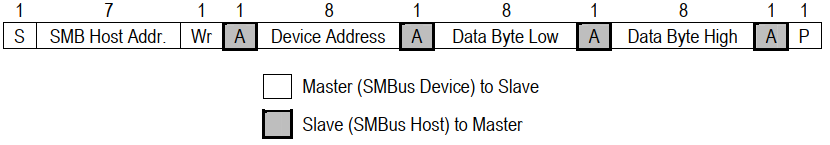 1 7 1 1 8 1 8 1 8 1 1
S SMB Host Addr. Wr A Device Address A Data Byte Low A Data Byte High A P
Master (SMBus Device) to Slave
Slave (SMBus Host) to Master